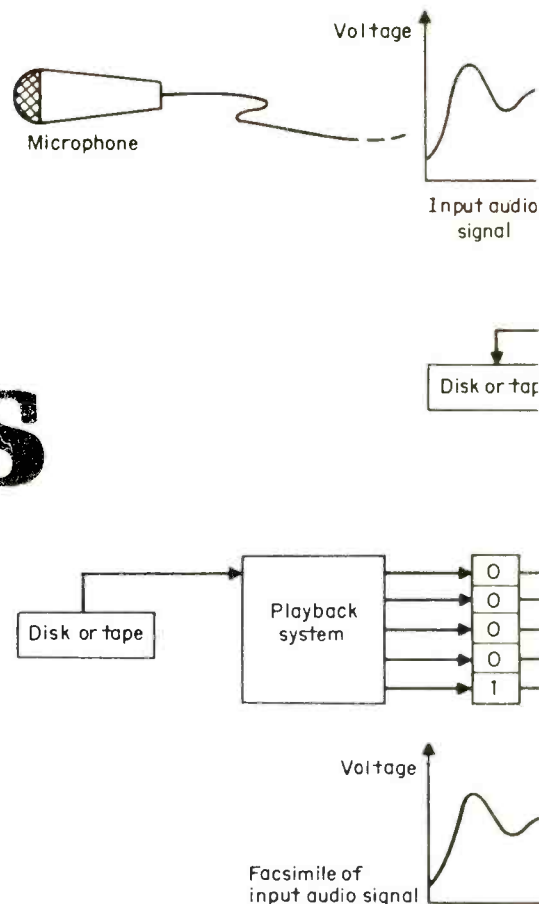 Voltage
Microphone
Input audio
signal
Disk or tap
S
Disk or tape
Playback
system
0
0
0
0
1
Voltage
Facsimile of
input audio signal